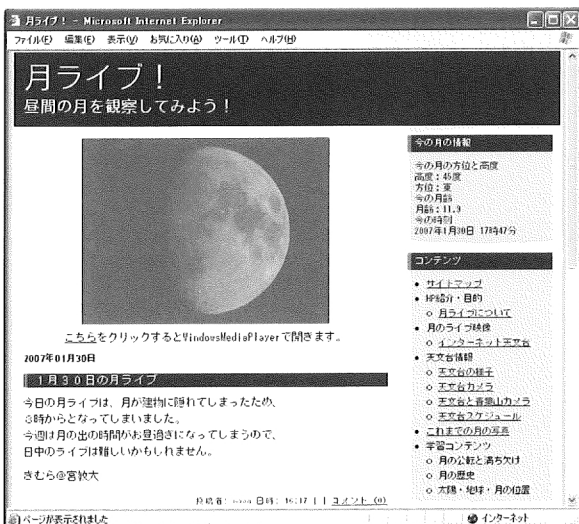 月ライブ！ - Microsoft Internet Explorer
ファイル(F) 編集(E) 表示(V) お気に入り(A) ツール(T) ヘルプ(H)
月ライブ！
昼間の月を観察してみよう！
こちらをクリックするとWindowsMediaPlayerで開きます。
2007年01月30日
1月30日の月ライブ
今日の月ライブは、月が建物に隠れてしまったため、
3時からとなってしまいました。
今週は月の出の時間がお昼過ぎになってしまうので、
日中のライブは難しいかもしれません。
きむら@宮教大
投稿者: 日時: 16:17 | | コメント (0)
今の月の情報
今の月の方位と高度
高度：45度
方位：東
今の月齢
月齢：11.9
今の時刻
2007年1月30日 17時47分
コンテンツ
サイトマップ
HP紹介・目的
月ライブについて
月のライブ映像
インターネット天文台
天文台情報
天文台の様子
天文台カメラ
天文台と青葉山カメラ
天文台スケジュール
これまでの月の写真
学習コンテンツ
月の公転と満ち欠け
月の歴史
太陽・地球・月の位置
ページが表示されました
インターネット